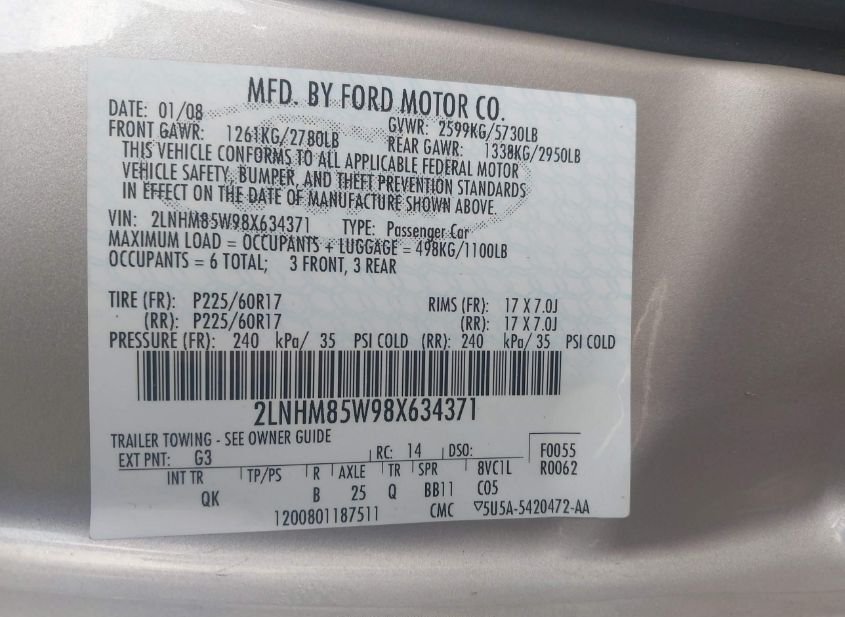 MFD. BY FORD MOTOR CO.
DATE: 01/08 GVWR: 2599KG/5730LB
FRONT GAWR: 1261KG/2780LB REAR GAWR: 1338KG/2950LB
THIS VEHICLE CONFORMS TO ALL APPLICABLE FEDERAL MOTOR
VEHICLE SAFETY, BUMPER, AND THEFT PREVENTION STANDARDS
IN EFFECT ON THE DATE OF MANUFACTURE SHOWN ABOVE.
VIN: 2LNHM85W98X634371 TYPE: Passenger Car
MAXIMUM LOAD = OCCUPANTS + LUGGAGE = 498KG/1100LB
OCCUPANTS = 6 TOTAL; 3 FRONT, 3 REAR
TIRE (FR): P225/60R17 RIMS (FR): 17 X 7.0J
(RR): P225/60R17 (RR): 17 X 7.0J
PRESSURE (FR): 240 kPa/ 35 PSI COLD (RR): 240 kPa/ 35 PSI COLD
2LNHM85W98X634371
TRAILER TOWING - SEE OWNER GUIDE
EXT PNT: G3 RC: 14 DSO: F0055
R0062
INT TR TP/PS R AXLE TR SPR 8VC1L
QK B 25 Q BB11 C05
1200801187511 CMC ▽5U5A-5420472-AA